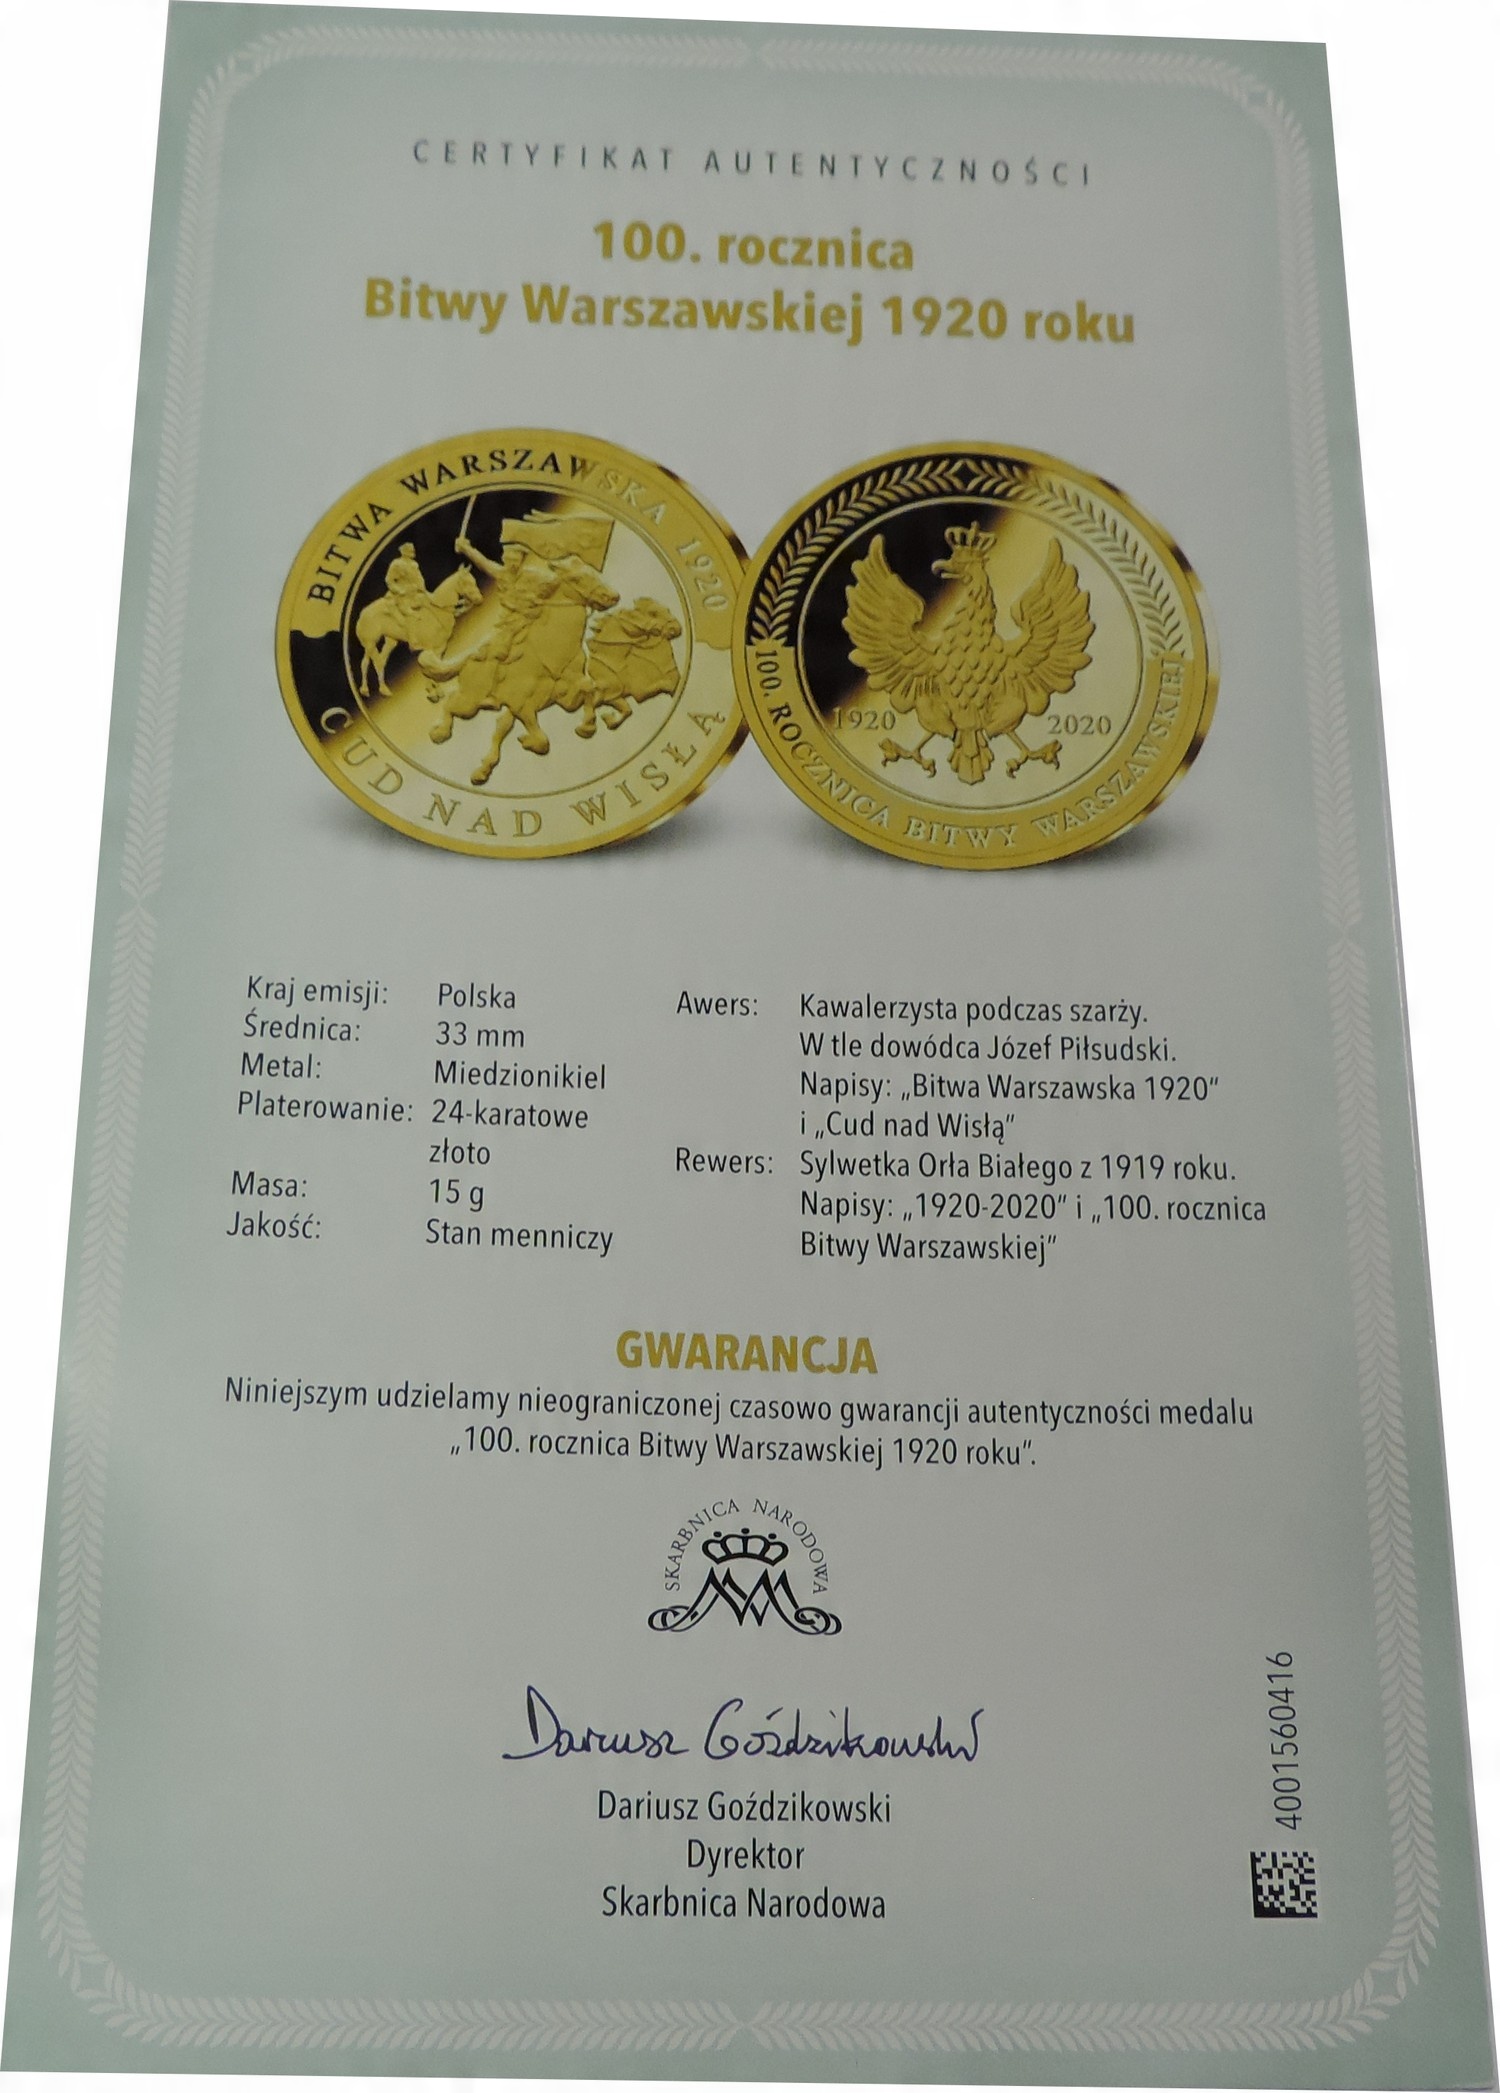 CERTYFIKAT AUTENTYCZNOŚCI
100. rocznica
Bitwy Warszawskiej 1920 roku
BITWA WARSZAWSKA 1920
CUD NAD WISŁĄ
1920 2020
100. ROCZNICA BITWY WARSZAWSKIEJ
Kraj emisji: Polska
Średnica: 33 mm
Metal: Miedzionikiel
Platerowanie: 24-karatowe
złoto
Masa: 15 g
Jakość: Stan menniczy
Awers: Kawalerzysta podczas szarży.
W tle dowódca Józef Piłsudski.
Napisy: „Bitwa Warszawska 1920”
i „Cud nad Wisłą”
Rewers: Sylwetka Orła Białego z 1919 roku.
Napisy: „1920-2020” i „100. rocznica
Bitwy Warszawskiej”
GWARANCJA
Niniejszym udzielamy nieograniczonej czasowo gwarancji autentyczności medalu
„100. rocznica Bitwy Warszawskiej 1920 roku”.
SKARBNICA NARODOWA
Dariusz Goździkowski
Dariusz Goździkowski
Dyrektor
Skarbnica Narodowa
4001560416